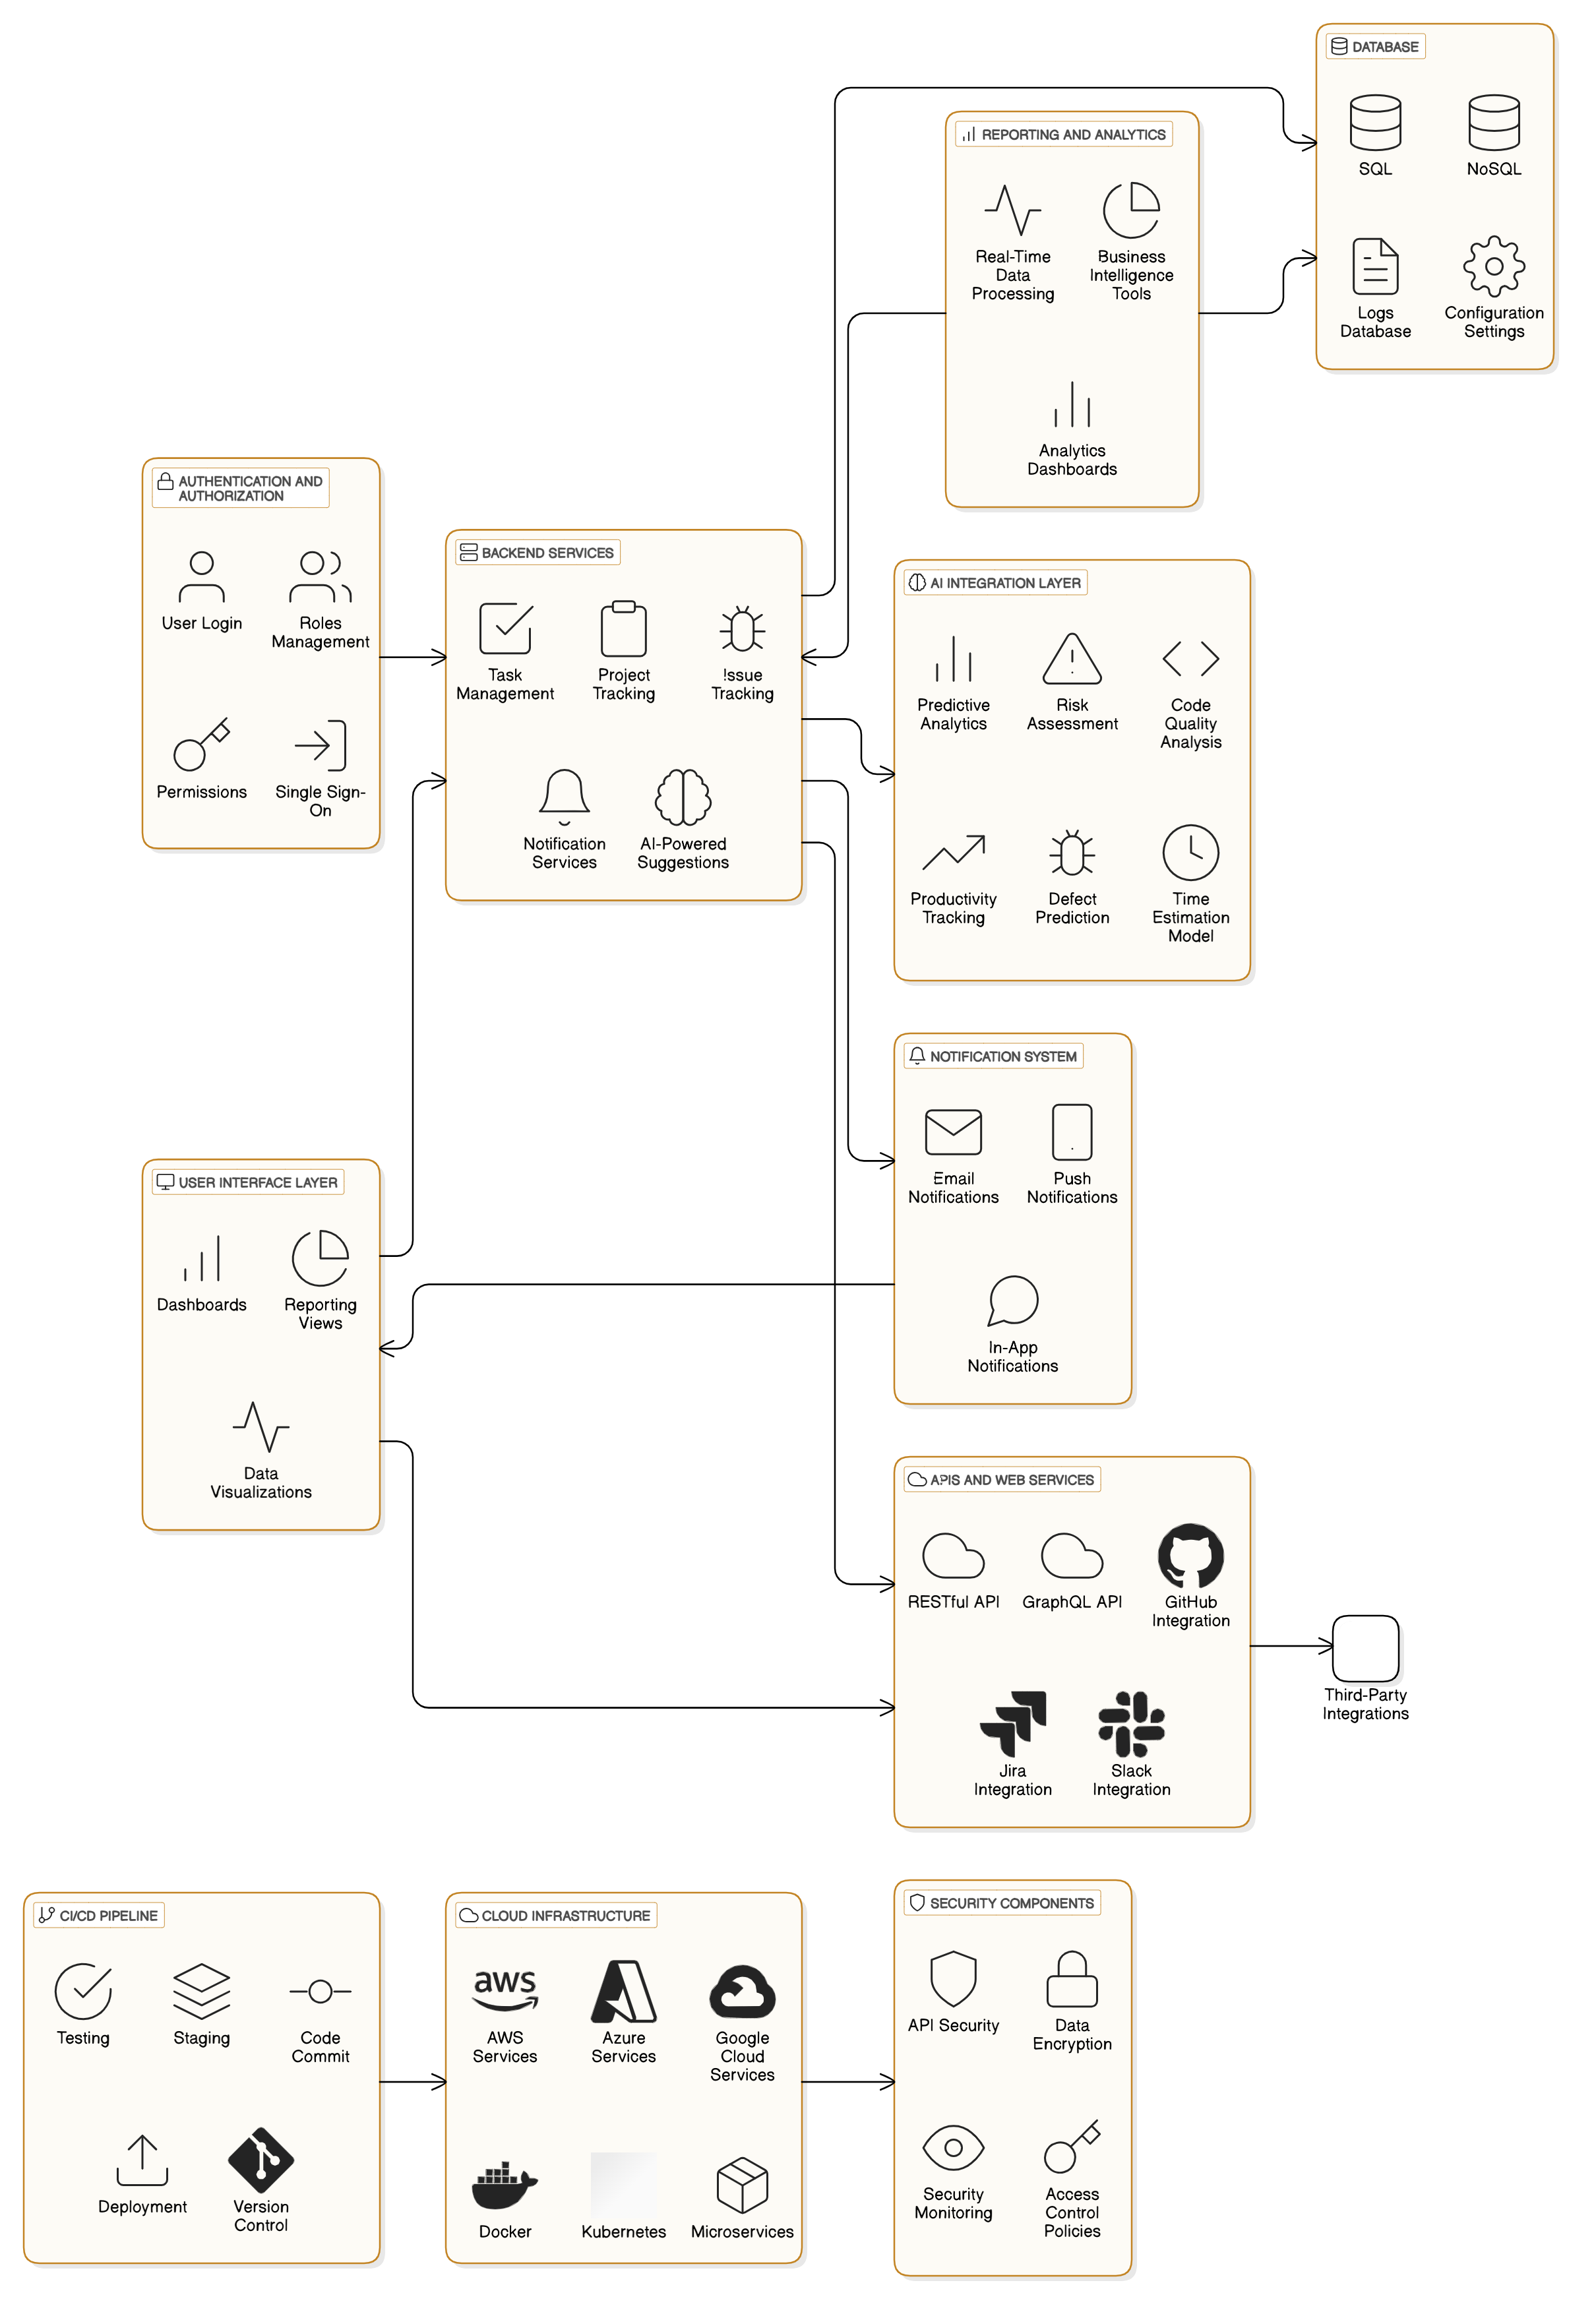 DATABASE
SQL
NoSQL
Logs
Database
Configuration
Settings
REPORTING AND ANALYTICS
Real-Time
Data
Processing
Business
Intelligence
Tools
Analytics
Dashboards
AUTHENTICATION AND
AUTHORIZATION
User Login
Roles
Management
Permissions
Single Sign-
On
BACKEND SERVICES
Task
Management
Project
Tracking
Issue
Tracking
Notification
Services
AI-Powered
Suggestions
AI INTEGRATION LAYER
Predictive
Analytics
Risk
Assessment
Code
Quality
Analysis
Productivity
Tracking
Defect
Prediction
Time
Estimation
Model
NOTIFICATION SYSTEM
Email
Notifications
Push
Notifications
In-App
Notifications
USER INTERFACE LAYER
Dashboards
Reporting
Views
Data
Visualizations
APIS AND WEB SERVICES
RESTful API
GraphQL API
GitHub
Integration
Jira
Integration
Slack
Integration
Third-Party
Integrations
CI/CD PIPELINE
Testing
Staging
Code
Commit
Deployment
Version
Control
CLOUD INFRASTRUCTURE
aws
AWS
Services
Azure
Services
Google
Cloud
Services
Docker
Kubernetes
Microservices
SECURITY COMPONENTS
API Security
Data
Encryption
Security
Monitoring
Access
Control
Policies